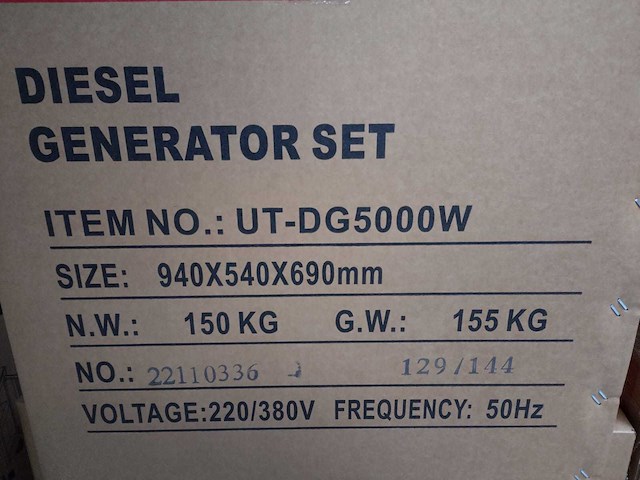 DIESEL
GENERATOR SET
ITEM NO.: UT-DG5000W
SIZE: 940X540X690mm
N.W.: 150 KG G.W.: 155 KG
NO.: 22110336 129/144
VOLTAGE:220/380V FREQUENCY: 50Hz